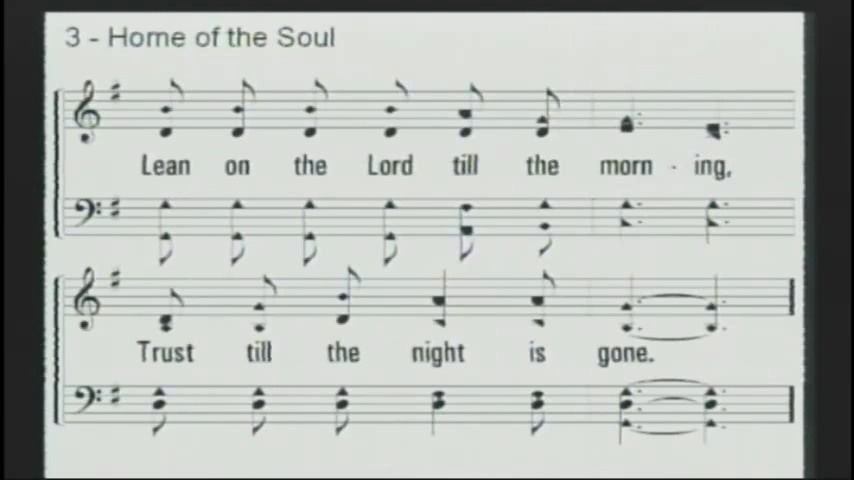 3 - Home of the Soul
Lean on the Lord till the morn - ing,
Trust till the night is gone.